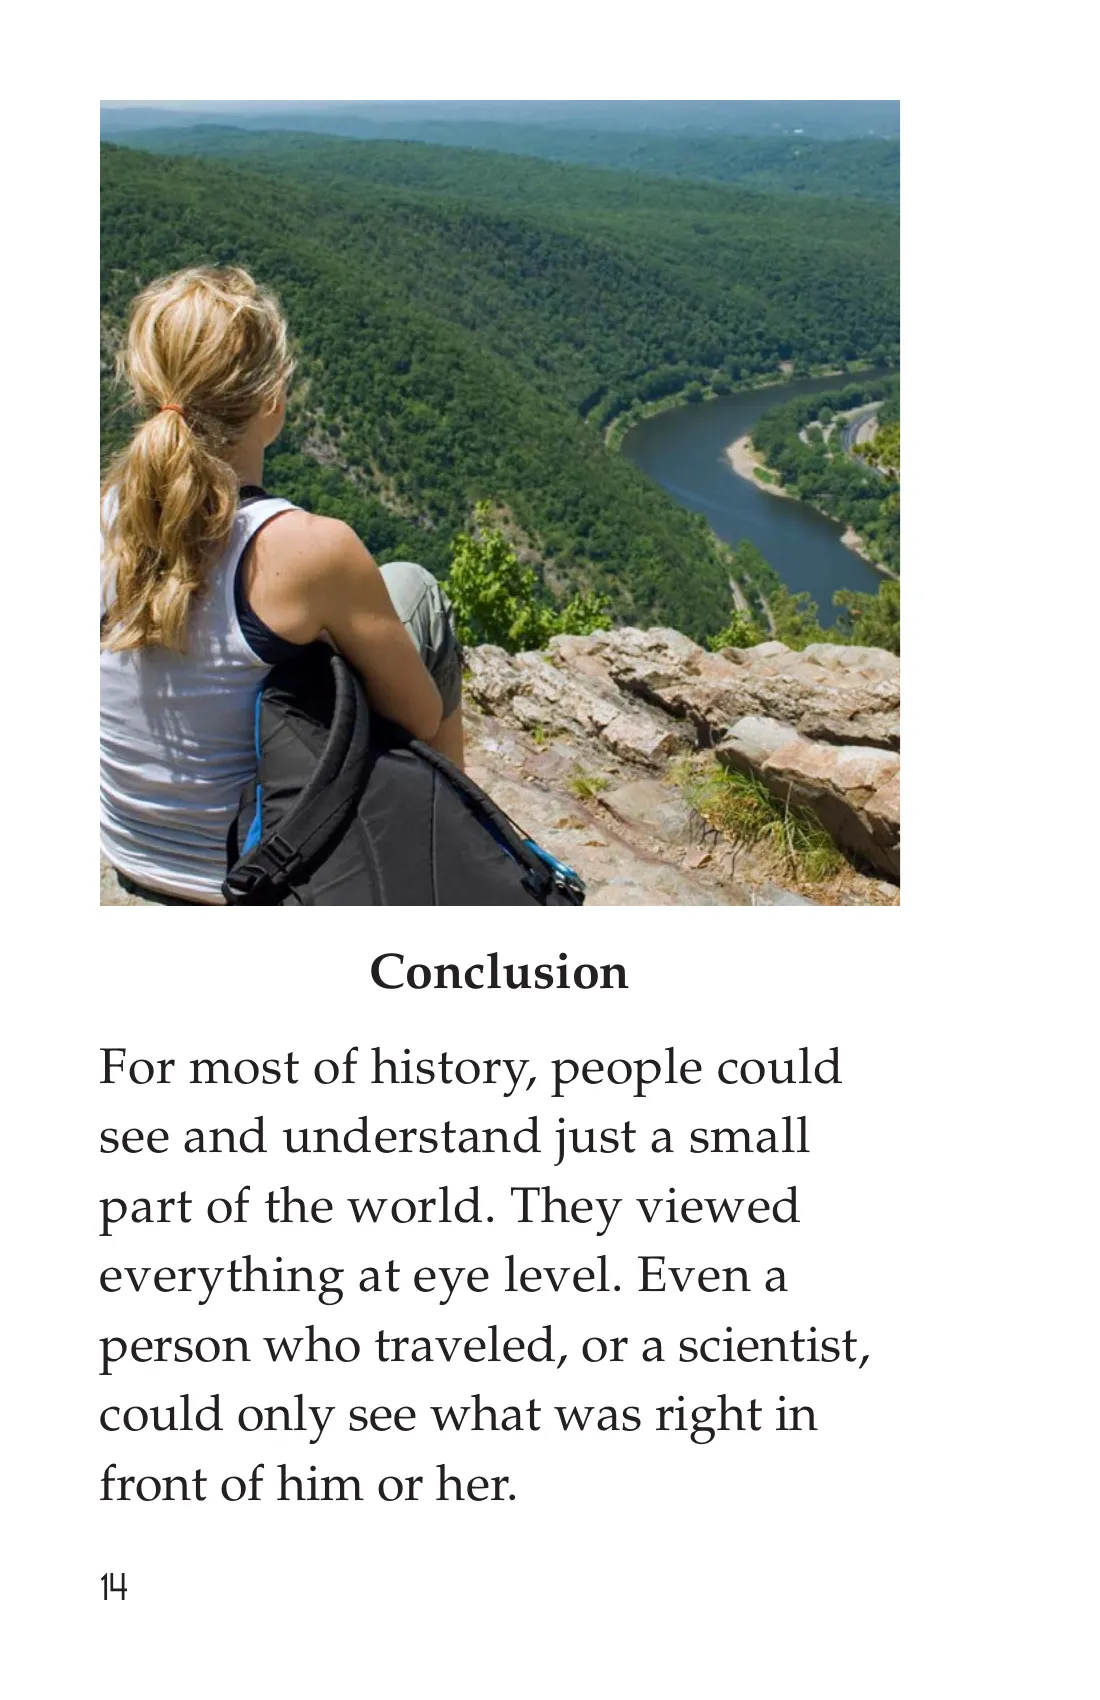 Conclusion
For most of history, people could
see and understand just a small
part of the world. They viewed
everything at eye level. Even a
person who traveled, or a scientist,
could only see what was right in
front of him or her.
14